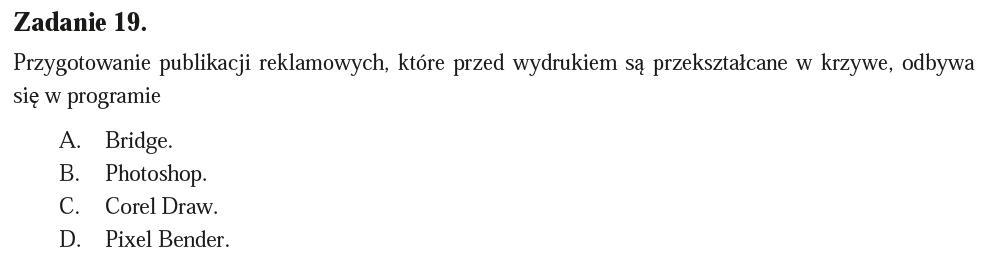 Zadanie 19.
Przygotowanie publikacji reklamowych, które przed wydrukiem są przekształcane w krzywe, odbywa
się w programie
A. Bridge.
B. Photoshop.
C. Corel Draw.
D. Pixel Bender.